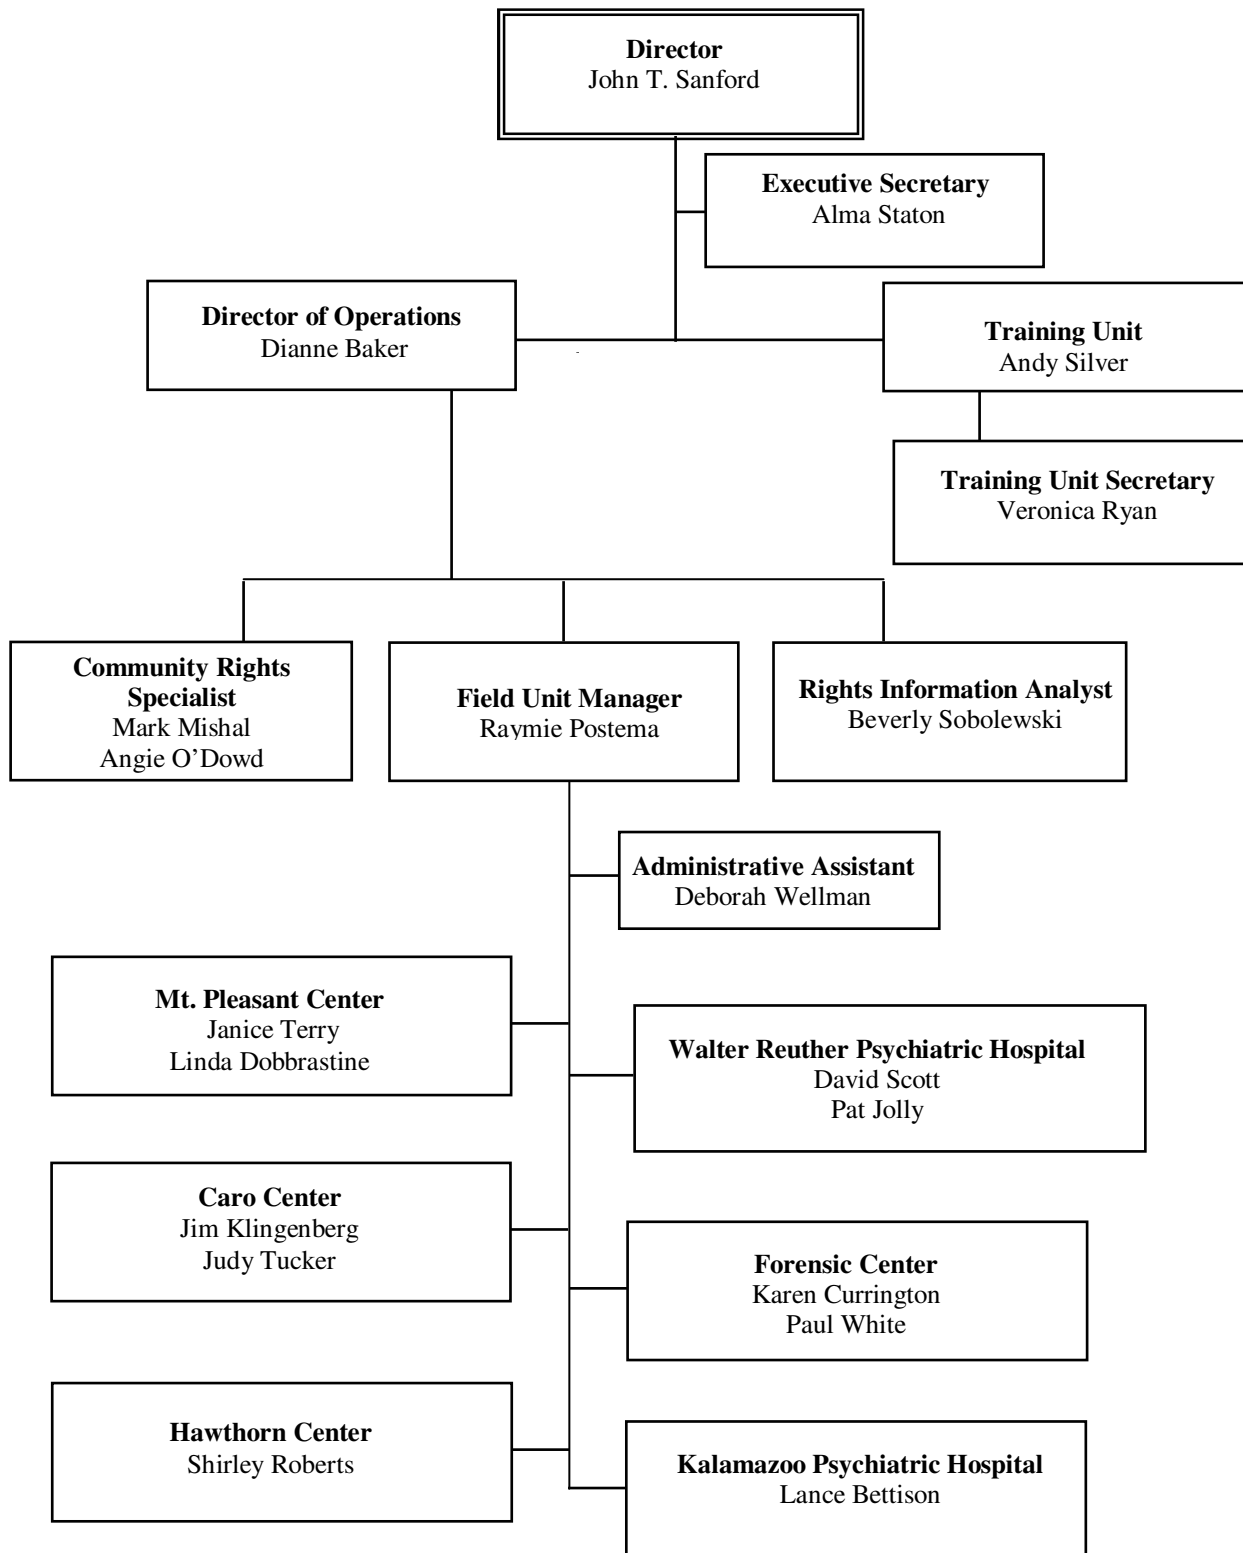 Director
John T. Sanford
Executive Secretary
Alma Staton
Director of Operations
Dianne Baker
Training Unit
Andy Silver
Training Unit Secretary
Veronica Ryan
Community Rights
Specialist
Mark Mishal
Angie O’Dowd
Field Unit Manager
Raymie Postema
Rights Information Analyst
Beverly Sobolewski
Administrative Assistant
Deborah Wellman
Mt. Pleasant Center
Janice Terry
Linda Dobbrastine
Walter Reuther Psychiatric Hospital
David Scott
Pat Jolly
Caro Center
Jim Klingenberg
Judy Tucker
Forensic Center
Karen Currington
Paul White
Hawthorn Center
Shirley Roberts
Kalamazoo Psychiatric Hospital
Lance Bettison